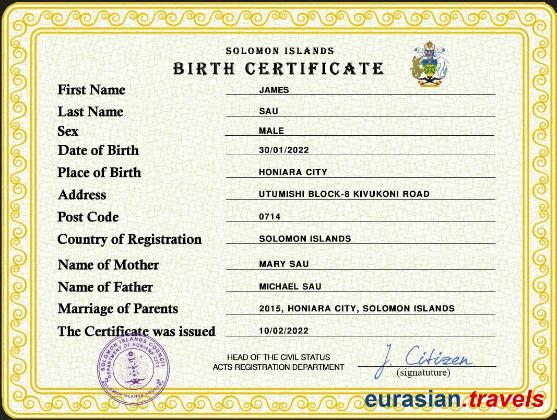 SOLOMON ISLANDS
BIRTH CERTIFICATE
First Name JAMES
Last Name SAU
Sex MALE
Date of Birth 30/01/2022
Place of Birth HONIARA CITY
Address UTUMISHI BLOCK-8 KIVUKONI ROAD
Post Code 0714
Country of Registration SOLOMON ISLANDS
Name of Mother MARY SAU
Name of Father MICHAEL SAU
Marriage of Parents 2015, HONIARA CITY, SOLOMON ISLANDS
The Certificate was issued 10/02/2022
SOLOMON ISLANDS COUNCIL
HEAD OF THE CIVIL STATUS
ACTS REGISTRATION DEPARTMENT
J. Citizen
(signatuture)
eurasian.travels